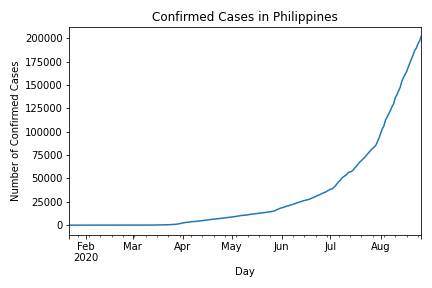 Confirmed Cases in Philippines
200000
175000
150000
125000
100000
75000
50000
25000
0
Number of Confirmed Cases
Feb Mar Apr May Jun Jul Aug
2020
Day